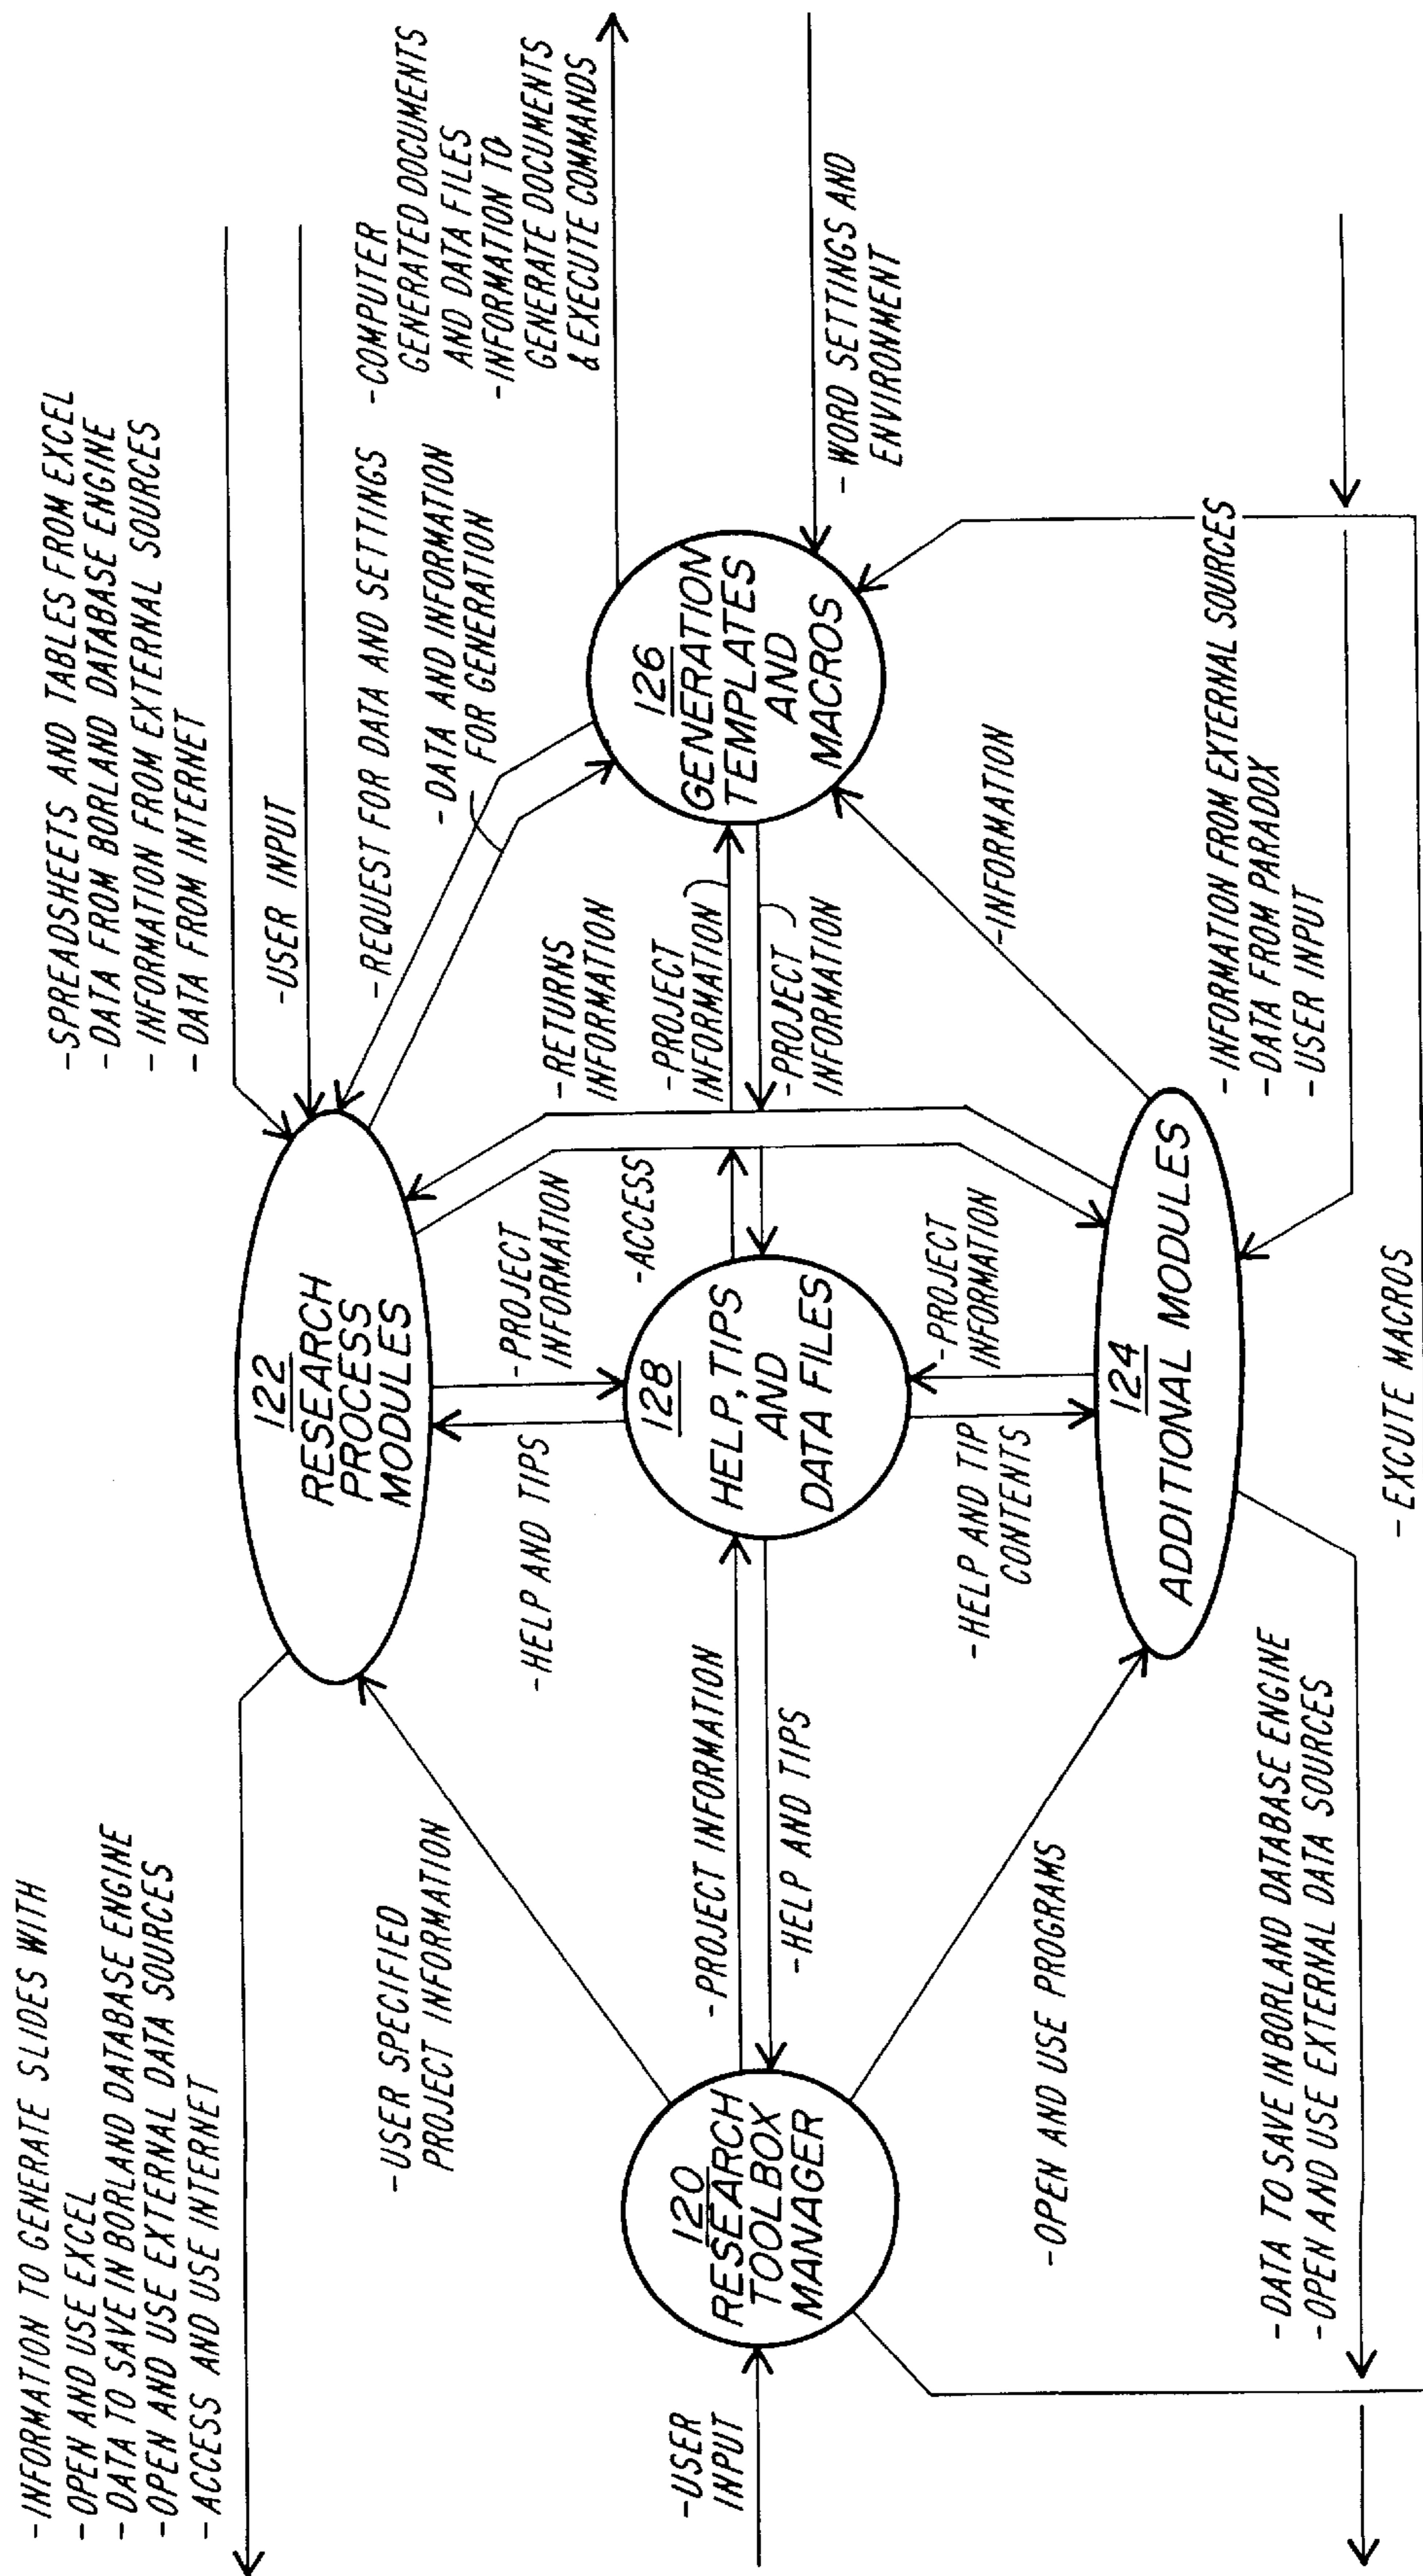 -INFORMATION TO GENERATE SLIDES WITH
-OPEN AND USE EXCEL
-DATA TO SAVE IN BORLAND DATABASE ENGINE
-OPEN AND USE EXTERNAL DATA SOURCES
-ACCESS AND USE INTERNET
-SPREADSHEETS AND TABLES FROM EXCEL
-DATA FROM BORLAND DATABASE ENGINE
-INFORMATION FROM EXTERNAL SOURCES
-DATA FROM INTERNET
-USER INPUT
122
RESEARCH
PROCESS
MODULES
-REQUEST FOR DATA AND SETTINGS
-DATA AND INFORMATION
FOR GENERATION
-COMPUTER
GENERATED DOCUMENTS
AND DATA FILES
-INFORMATION TO
GENERATE DOCUMENTS
& EXECUTE COMMANDS
-USER SPECIFIED
PROJECT INFORMATION
-HELP AND TIPS
-PROJECT
INFORMATION
-RETURNS
INFORMATION
-ACCESS
-PROJECT
INFORMATION
-PROJECT
INFORMATION
-USER
INPUT
120
RESEARCH
TOOLBOX
MANAGER
-PROJECT INFORMATION
-HELP AND TIPS
128
HELP, TIPS
AND
DATA FILES
126
GENERATION
TEMPLATES
AND
MACROS
-WORD SETTINGS AND
ENVIRONMENT
-OPEN AND USE PROGRAMS
-HELP AND TIP
CONTENTS
-PROJECT
INFORMATION
-INFORMATION
124
ADDITIONAL MODULES
-INFORMATION FROM EXTERNAL SOURCES
-DATA FROM PARADOX
-USER INPUT
-DATA TO SAVE IN BORLAND DATABASE ENGINE
-OPEN AND USE EXTERNAL DATA SOURCES
-EXCUTE MACROS